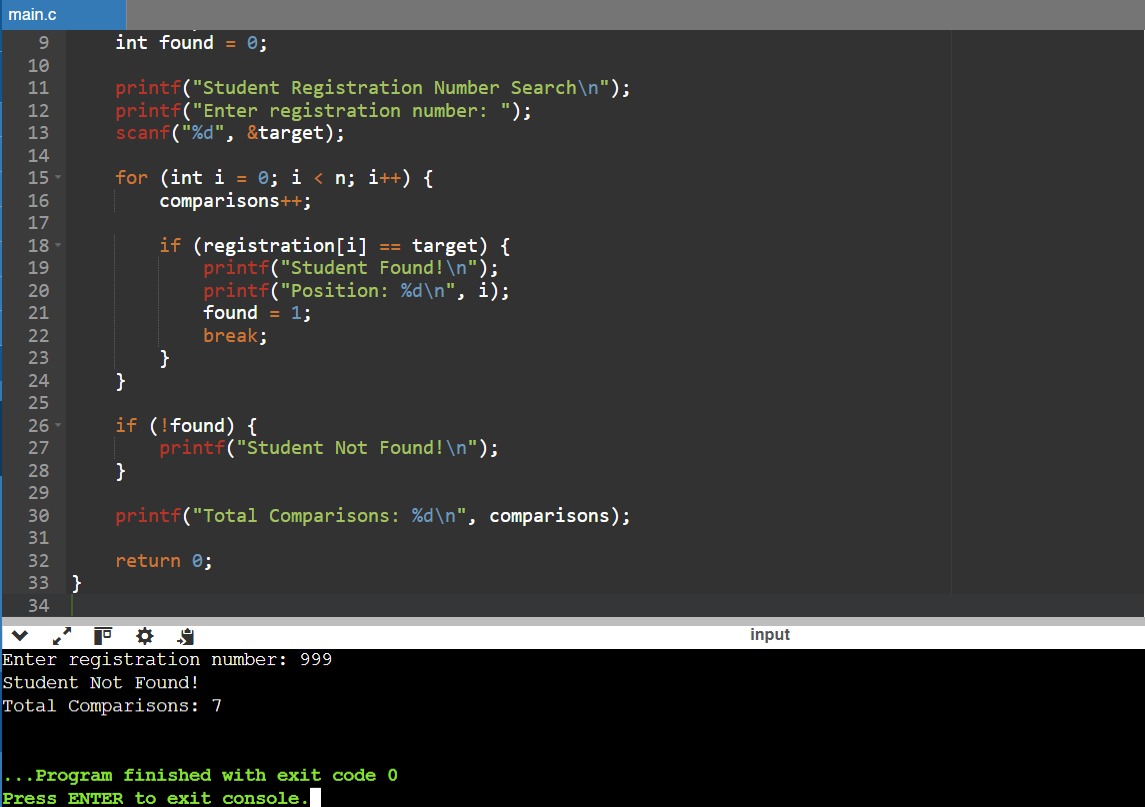 main.c
9 int found = 0;
10
11 printf("Student Registration Number Search\n");
12 printf("Enter registration number: ");
13 scanf("%d", &target);
14
15 for (int i = 0; i < n; i++) {
16 comparisons++;
17
18 if (registration[i] == target) {
19 printf("Student Found!\n");
20 printf("Position: %d\n", i);
21 found = 1;
22 break;
23 }
24 }
25
26 if (!found) {
27 printf("Student Not Found!\n");
28 }
29
30 printf("Total Comparisons: %d\n", comparisons);
31
32 return 0;
33 }
34
input
Enter registration number: 999
Student Not Found!
Total Comparisons: 7
...Program finished with exit code 0
Press ENTER to exit console.